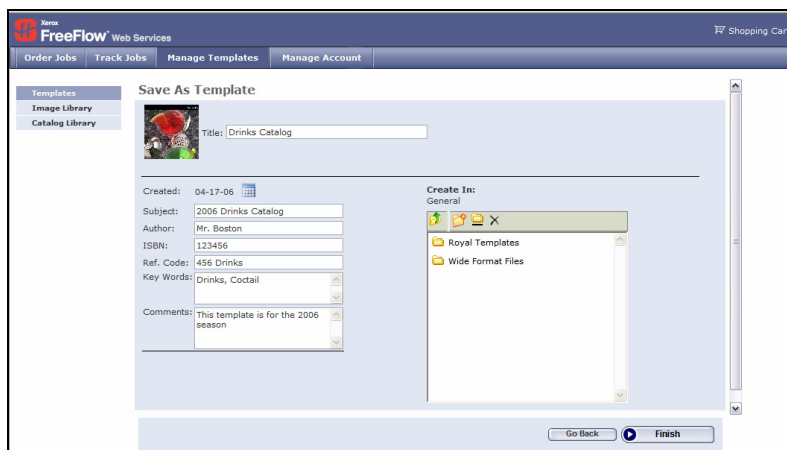 Xerox
FreeFlow™ Web Services
Shopping Car
Order Jobs Track Jobs Manage Templates Manage Account
Templates
Image Library
Catalog Library
Save As Template
Title: Drinks Catalog
Created: 04-17-06
Subject: 2006 Drinks Catalog
Author: Mr. Boston
ISBN: 123456
Ref. Code: 456 Drinks
Key Words: Drinks, Coctail
Comments: This template is for the 2006
season
Create In:
General
Royal Templates
Wide Format Files
Go Back Finish